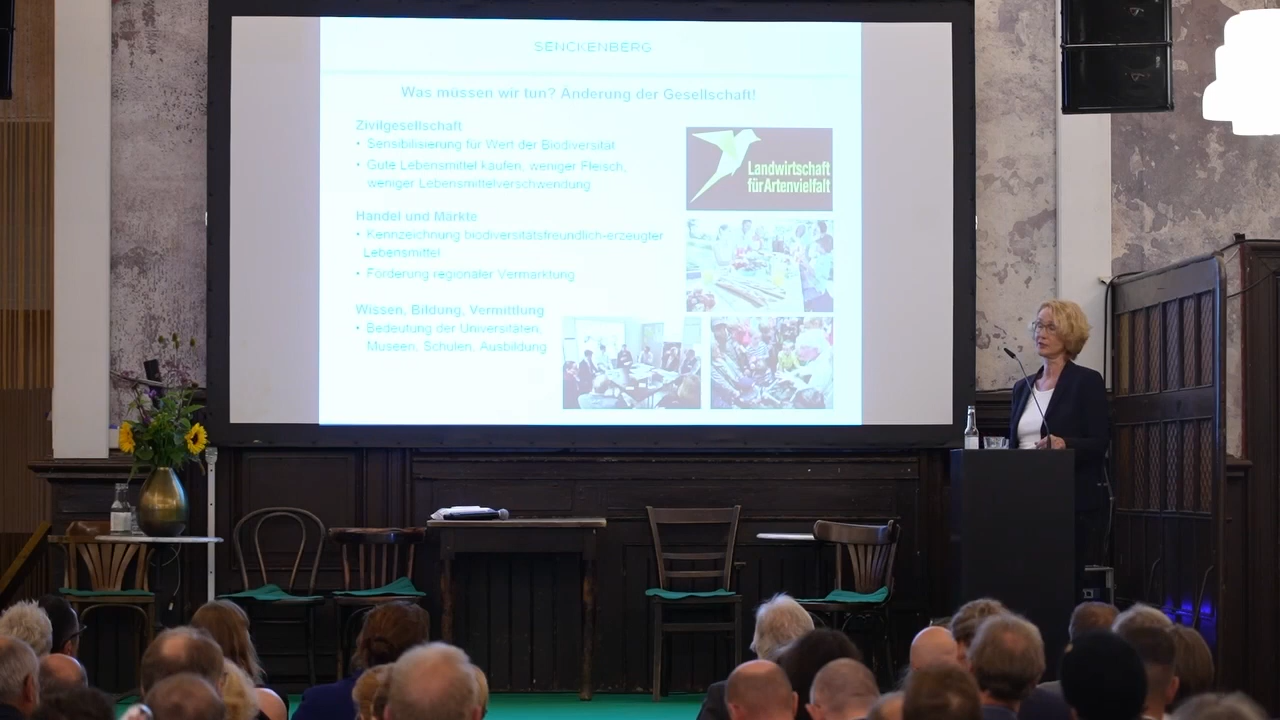 SENCKENBERG
Was müssen wir tun? Änderung der Gesellschaft!
Zivilgesellschaft
• Sensibilisierung für Wert der Biodiversität
• Gute Lebensmittel kaufen, weniger Fleisch,
weniger Lebensmittelverschwendung
Landwirtschaft
für Artenvielfalt
Handel und Märkte
• Kennzeichnung biodiversitätsfreundlich-erzeugter
Lebensmittel
• Förderung regionaler Vermarktung
Wissen, Bildung, Vermittlung
• Bedeutung der Universitäten,
Museen, Schulen, Ausbildung